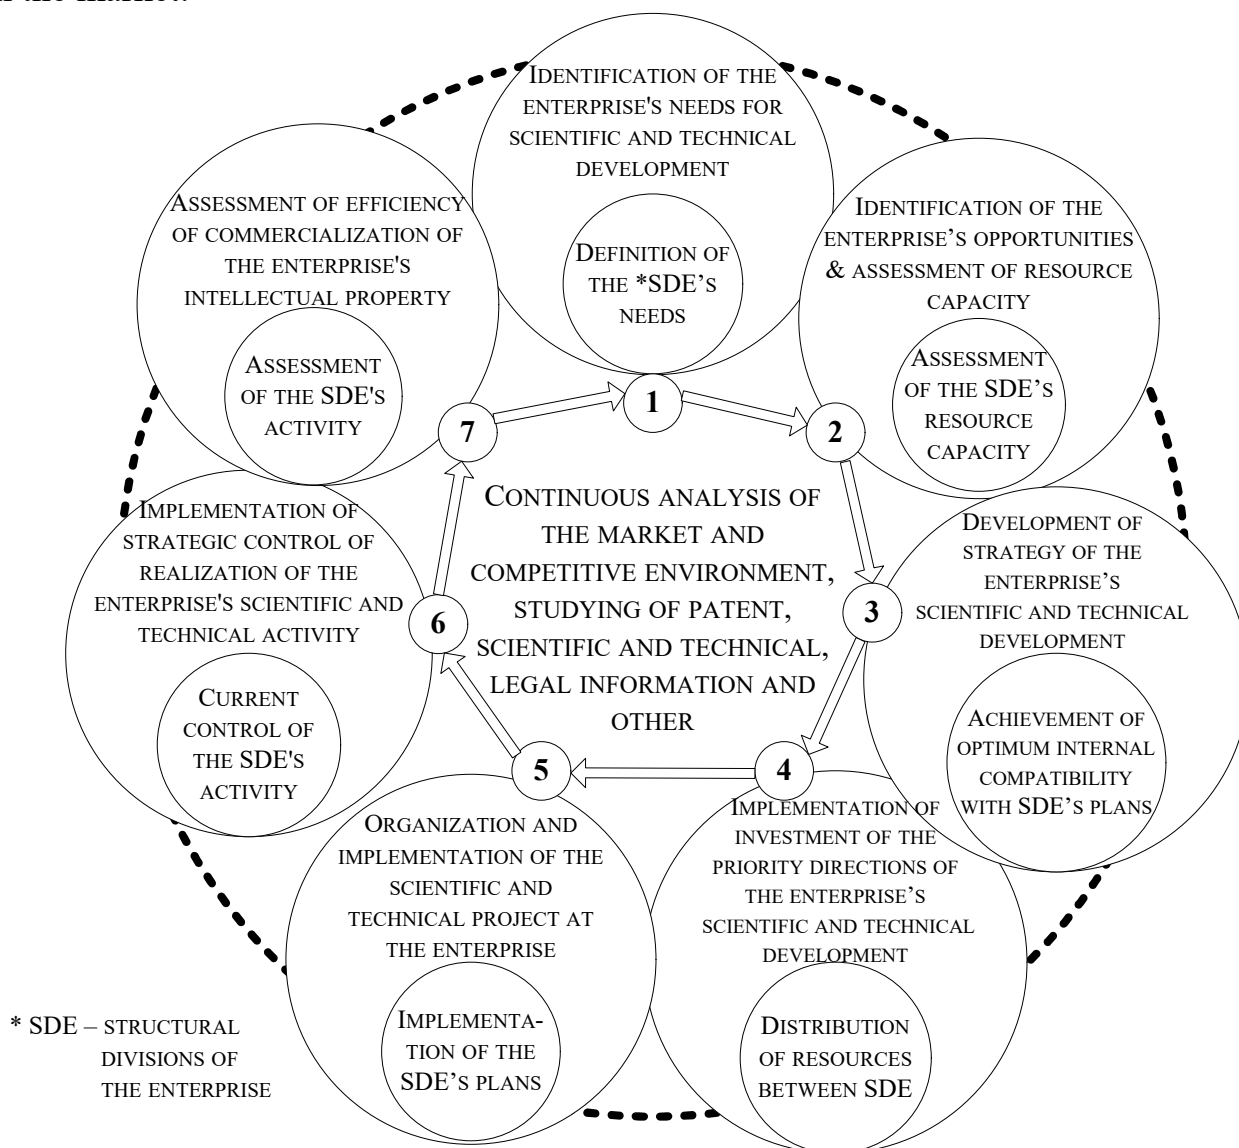 IDENTIFICATION OF THE
ENTERPRISE'S NEEDS FOR
SCIENTIFIC AND TECHNICAL
DEVELOPMENT
DEFINITION OF
THE *SDE’S
NEEDS
1
IDENTIFICATION OF THE
ENTERPRISE’S OPPORTUNITIES
& ASSESSMENT OF RESOURCE
CAPACITY
ASSESSMENT
OF THE SDE’S
RESOURCE
CAPACITY
2
DEVELOPMENT OF
STRATEGY OF THE
ENTERPRISE’S
SCIENTIFIC AND TECHNICAL
DEVELOPMENT
ACHIEVEMENT OF
OPTIMUM INTERNAL
COMPATIBILITY
WITH SDE’S PLANS
3
4
IMPLEMENTATION OF
INVESTMENT OF THE
PRIORITY DIRECTIONS OF
THE ENTERPRISE’S
SCIENTIFIC AND TECHNICAL
DEVELOPMENT
DISTRIBUTION
OF RESOURCES
BETWEEN SDE
5
ORGANIZATION AND
IMPLEMENTATION OF THE
SCIENTIFIC AND
TECHNICAL PROJECT AT
THE ENTERPRISE
IMPLEMENTA-
TION OF THE
SDE’S PLANS
IMPLEMENTATION OF
STRATEGIC CONTROL OF
REALIZATION OF THE
ENTERPRISE'S SCIENTIFIC AND
TECHNICAL ACTIVITY
CURRENT
CONTROL OF
THE SDE'S
ACTIVITY
6
ASSESSMENT OF EFFICIENCY
OF COMMERCIALIZATION OF
THE ENTERPRISE'S
INTELLECTUAL PROPERTY
ASSESSMENT
OF THE SDE'S
ACTIVITY
7
CONTINUOUS ANALYSIS OF
THE MARKET AND
COMPETITIVE ENVIRONMENT,
STUDYING OF PATENT,
SCIENTIFIC AND TECHNICAL,
LEGAL INFORMATION AND
OTHER
* SDE – STRUCTURAL
DIVISIONS OF
THE ENTERPRISE